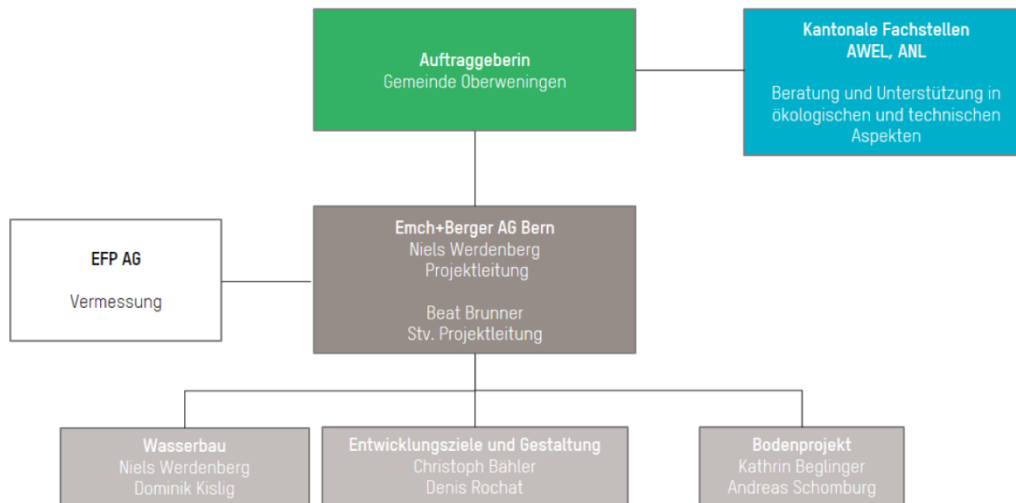 Auftraggeberin
Gemeinde Oberweningen
Kantonale Fachstellen
AWEL, ANL
Beratung und Unterstützung in
ökologischen und technischen
Aspekten
EFP AG
Vermessung
Emch+Berger AG Bern
Niels Werdenberg
Projektleitung
Beat Brunner
Stv. Projektleitung
Wasserbau
Niels Werdenberg
Dominik Kislig
Entwicklungsziele und Gestaltung
Christoph Bähler
Denis Rochat
Bodenprojekt
Kathrin Beglinger
Andreas Schomburg